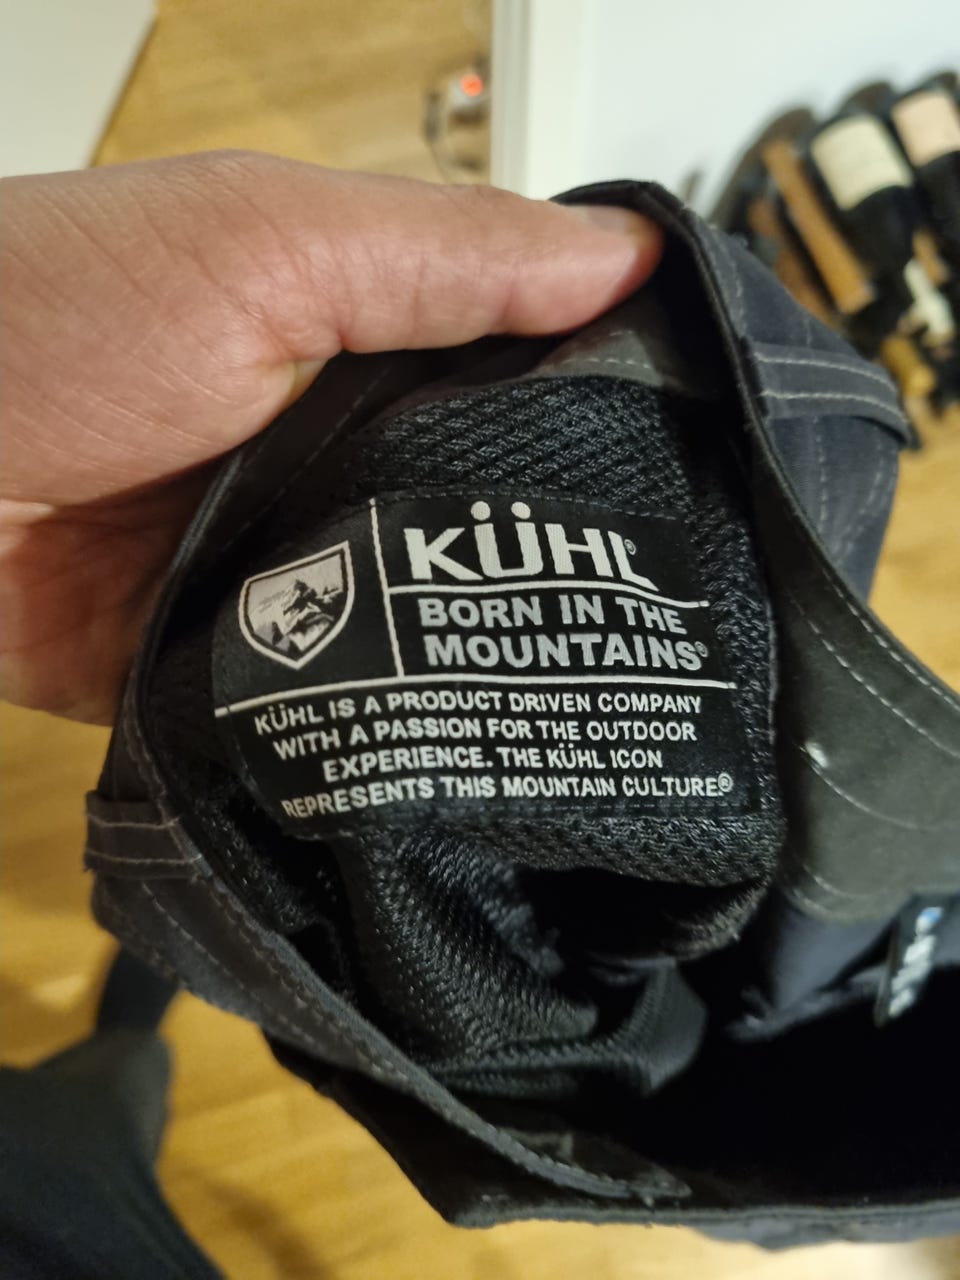 KÜHL®
BORN IN THE
MOUNTAINS®
KÜHL IS A PRODUCT DRIVEN COMPANY
WITH A PASSION FOR THE OUTDOOR
EXPERIENCE. THE KÜHL ICON
REPRESENTS THIS MOUNTAIN CULTURE.®